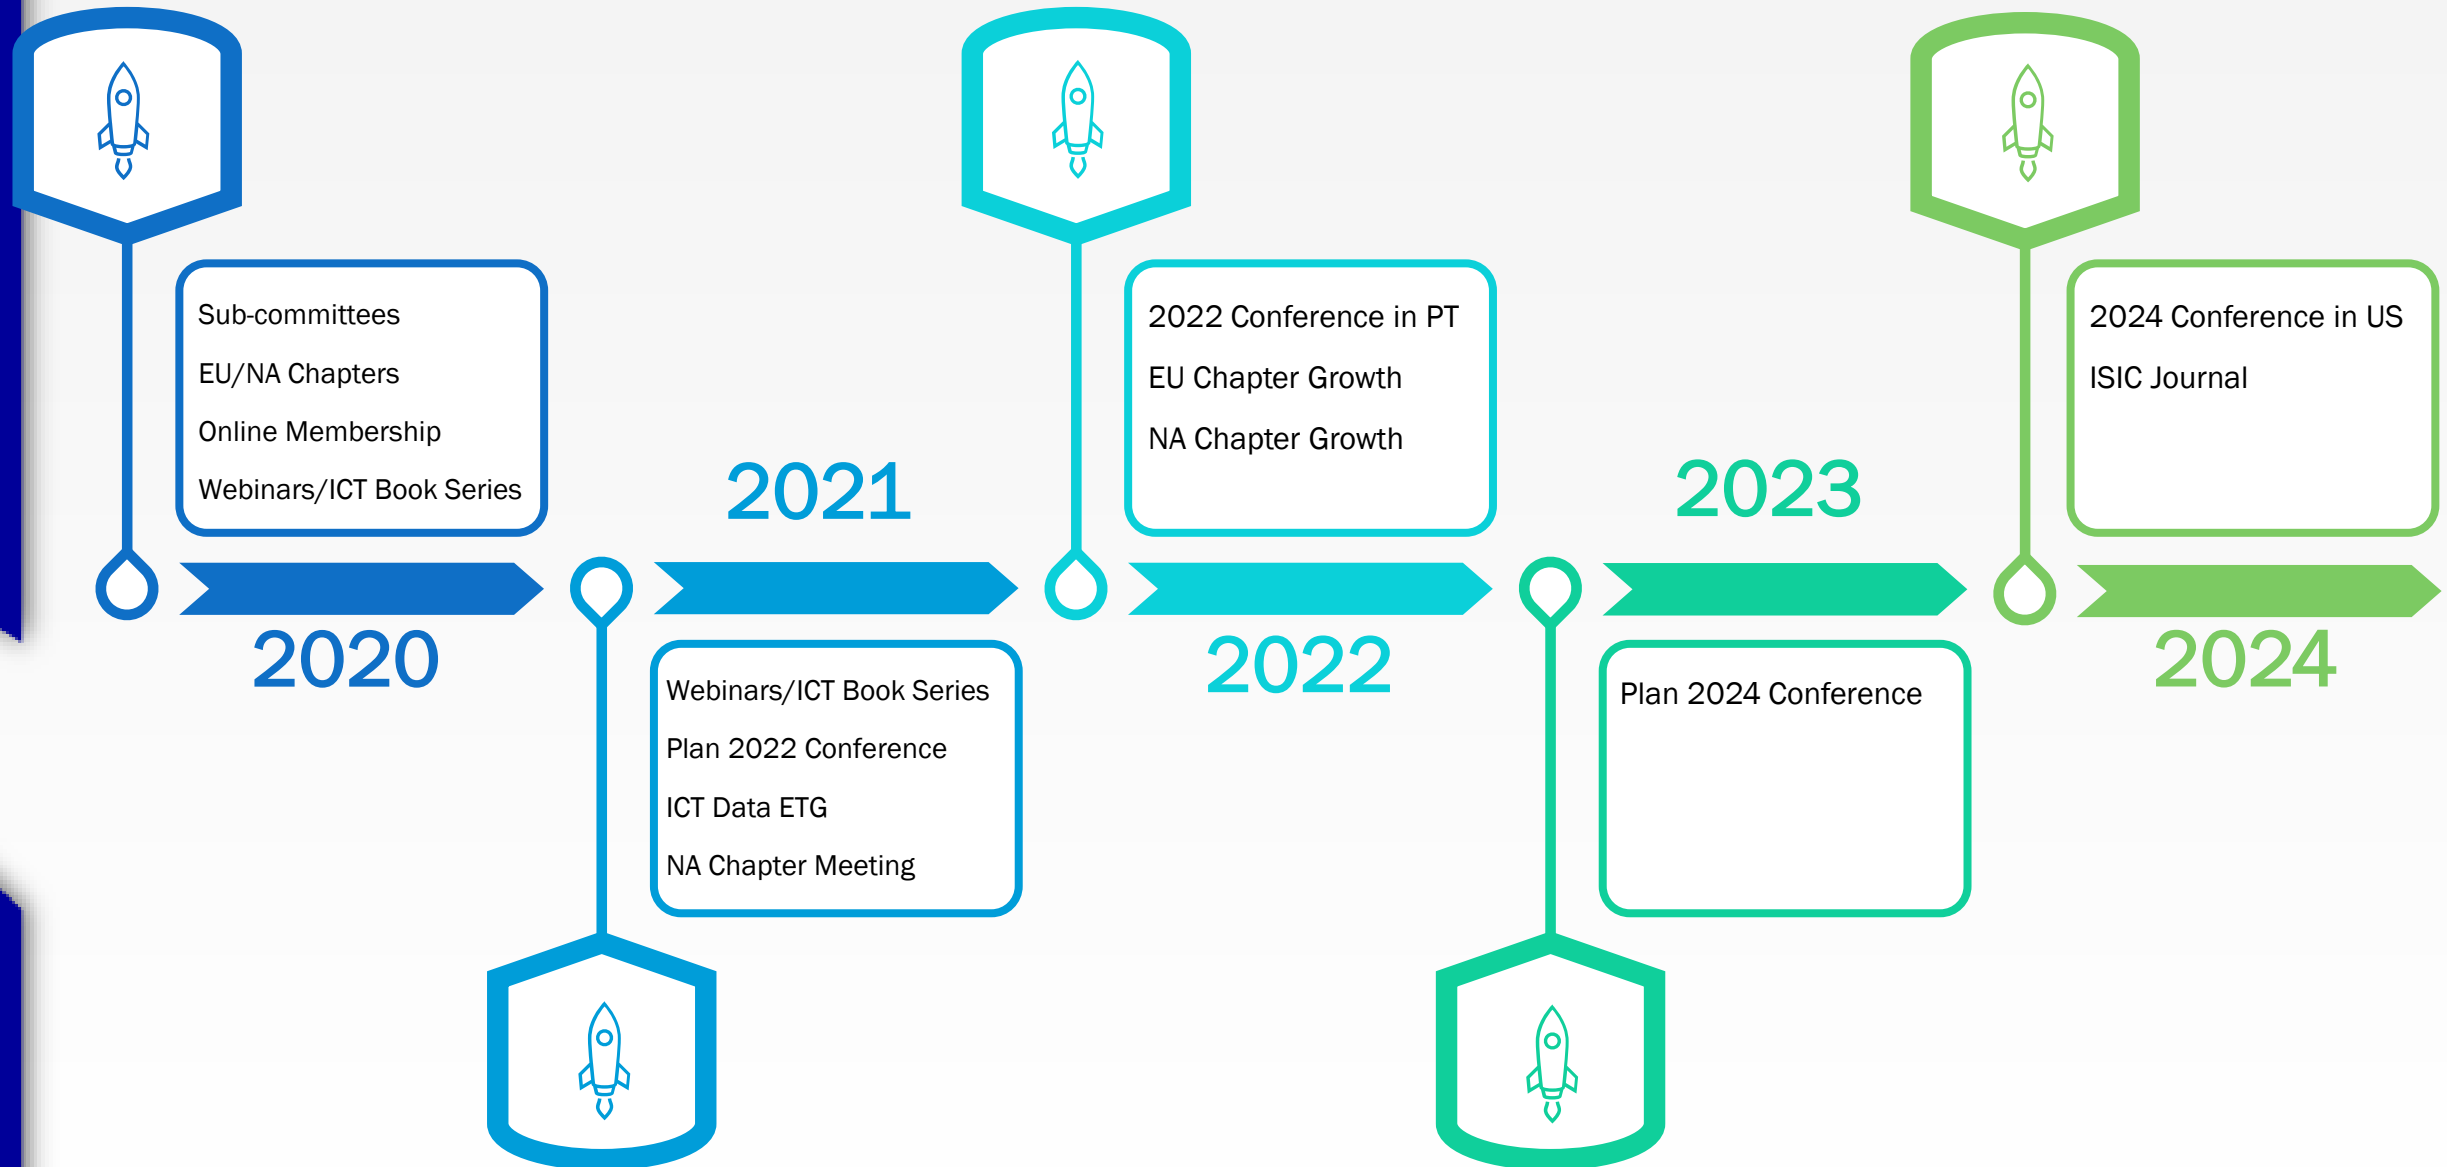 Sub-committees
EU/NA Chapters
Online Membership
Webinars/ICT Book Series
2020
2021
Webinars/ICT Book Series
Plan 2022 Conference
ICT Data ETG
NA Chapter Meeting
2022 Conference in PT
EU Chapter Growth
NA Chapter Growth
2022
2023
Plan 2024 Conference
2024 Conference in US
ISIC Journal
2024